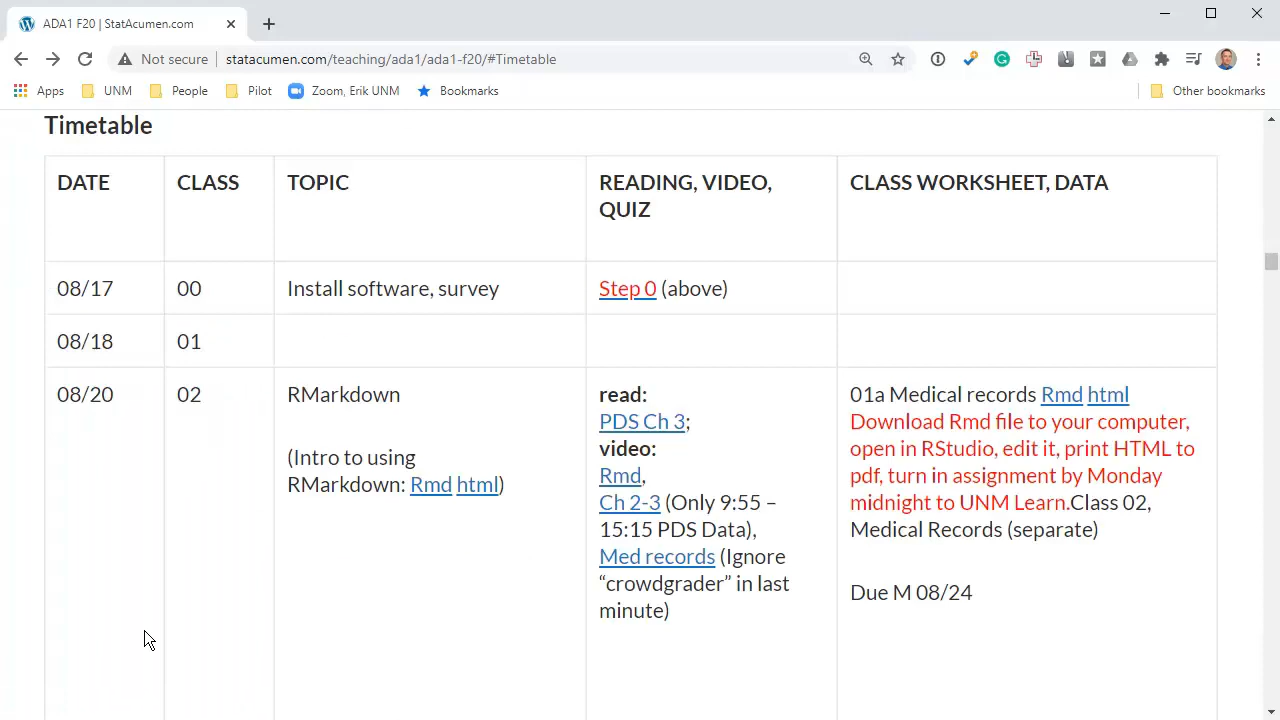 ADA1 F20 | StatAcumen.com
Not secure
statacumen.com/teaching/ada1/ada1-f20/#Timetable
Apps
UNM
People
Pilot
Zoom, Erik UNM
Bookmarks
Other bookmarks
Timetable
DATE
CLASS
TOPIC
READING, VIDEO,
QUIZ
CLASS WORKSHEET, DATA
08/17
00
Install software, survey
Step 0 (above)
08/18
01
08/20
02
RMarkdown
(Intro to using
RMarkdown: Rmd html)
read:
PDS Ch 3;
video:
Rmd,
Ch 2-3 (Only 9:55 –
15:15 PDS Data),
Med records (Ignore
“crowdgrader” in last
minute)
01a Medical records Rmd html
Download Rmd file to your computer,
open in RStudio, edit it, print HTML to
pdf, turn in assignment by Monday
midnight to UNM Learn.Class 02,
Medical Records (separate)
Due M 08/24